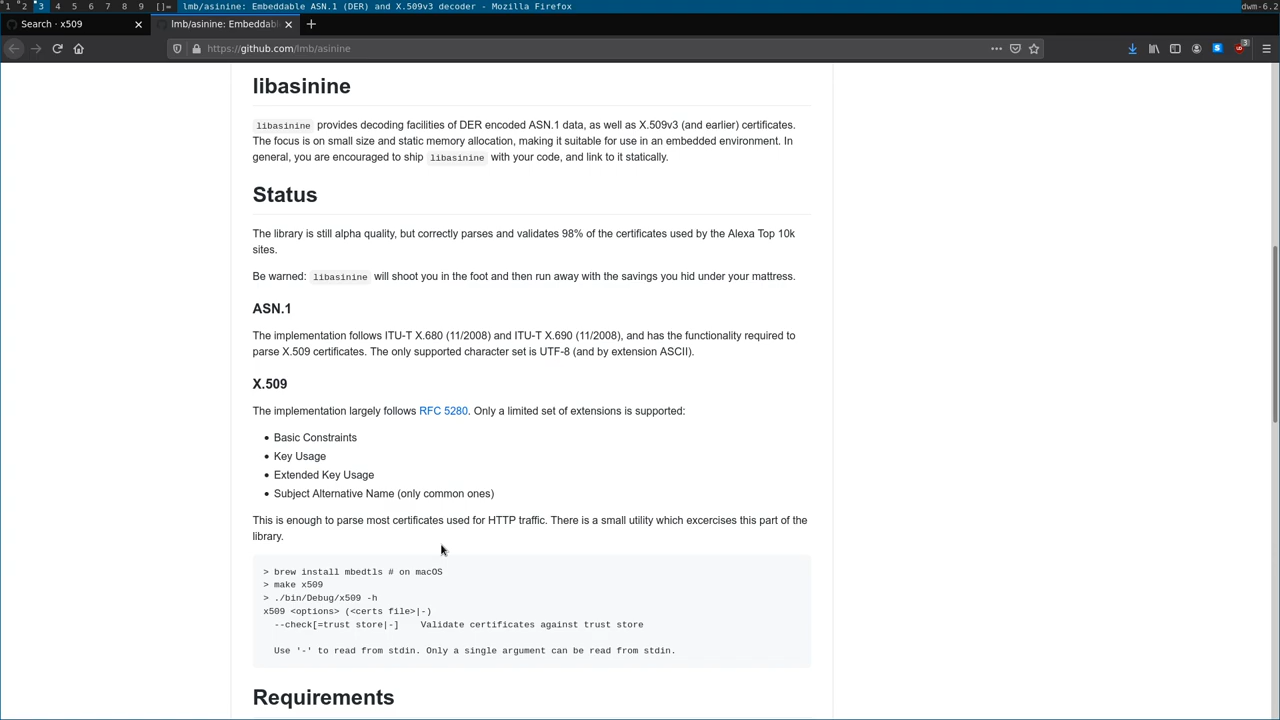 1 2 3 4 5 6 7 8 9 []= lmb/asinine: Embeddable ASN.1 (DER) and X.509v3 decoder - Mozilla Firefox dwm-6.2
Search · x509 lmb/asinine: Embeddabl
https://github.com/lmb/asinine
3
libasinine
libasinine provides decoding facilities of DER encoded ASN.1 data, as well as X.509v3 (and earlier) certificates.
The focus is on small size and static memory allocation, making it suitable for use in an embedded environment. In
general, you are encouraged to ship libasinine with your code, and link to it statically.
Status
The library is still alpha quality, but correctly parses and validates 98% of the certificates used by the Alexa Top 10k
sites.
Be warned: libasinine will shoot you in the foot and then run away with the savings you hid under your mattress.
ASN.1
The implementation follows ITU-T X.680 (11/2008) and ITU-T X.690 (11/2008), and has the functionality required to
parse X.509 certificates. The only supported character set is UTF-8 (and by extension ASCII).
X.509
The implementation largely follows RFC 5280. Only a limited set of extensions is supported:
• Basic Constraints
• Key Usage
• Extended Key Usage
• Subject Alternative Name (only common ones)
This is enough to parse most certificates used for HTTP traffic. There is a small utility which excercises this part of the
library.
> brew install mbedtls # on macOS
> make x509
> ./bin/Debug/x509 -h
x509 <options> (<certs file>|-)
--check[=trust store|-] Validate certificates against trust store
Use '-' to read from stdin. Only a single argument can be read from stdin.
Requirements